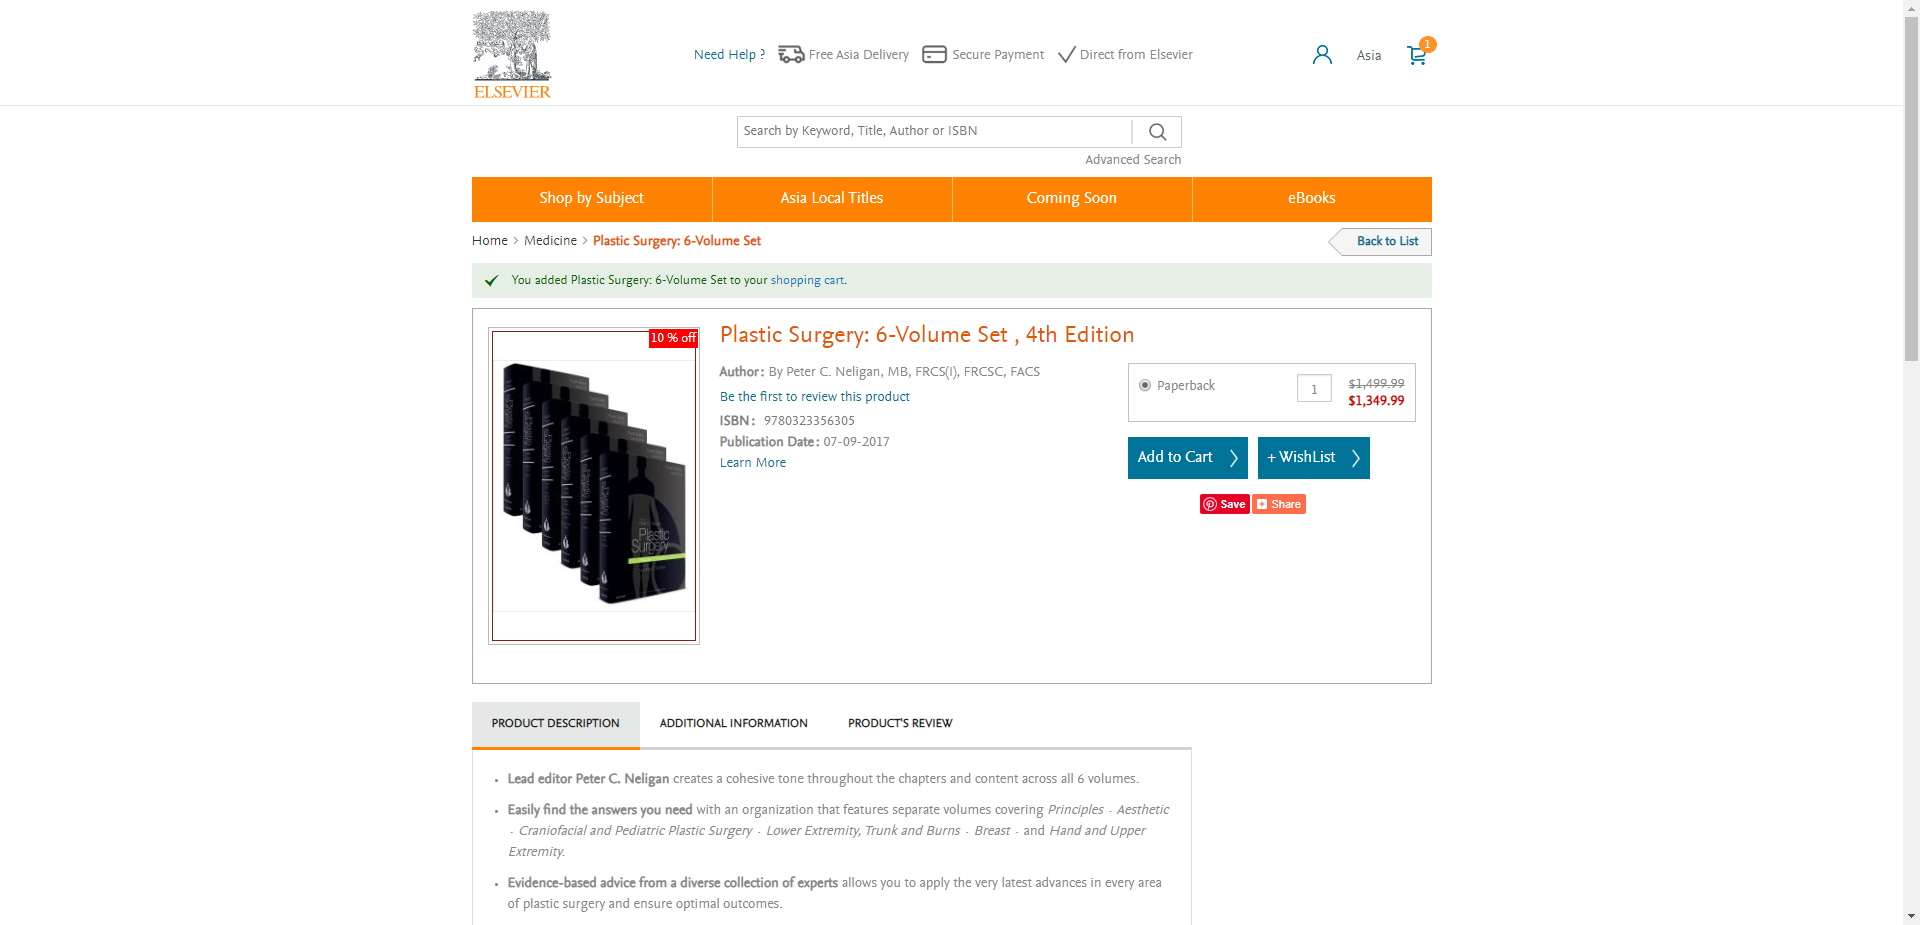 ELSEVIER
Need Help ?
Free Asia Delivery
Secure Payment
Direct from Elsevier
Asia
1
Search by Keyword, Title, Author or ISBN
Advanced Search
Shop by Subject
Asia Local Titles
Coming Soon
eBooks
Home > Medicine > Plastic Surgery: 6-Volume Set
Back to List
You added Plastic Surgery: 6-Volume Set to your shopping cart.
10 % off
Plastic Surgery
Plastic Surgery: 6-Volume Set , 4th Edition
Author : By Peter C. Neligan, MB, FRCS(I), FRCSC, FACS
Be the first to review this product
ISBN : 9780323356305
Publication Date : 07-09-2017
Learn More
Paperback
1
$1,499.99
$1,349.99
Add to Cart
+ WishList
Save
Share
PRODUCT DESCRIPTION
ADDITIONAL INFORMATION
PRODUCT'S REVIEW
• Lead editor Peter C. Neligan creates a cohesive tone throughout the chapters and content across all 6 volumes.
• Easily find the answers you need with an organization that features separate volumes covering Principles · Aesthetic
· Craniofacial and Pediatric Plastic Surgery · Lower Extremity, Trunk and Burns · Breast · and Hand and Upper
Extremity.
• Evidence-based advice from a diverse collection of experts allows you to apply the very latest advances in every area
of plastic surgery and ensure optimal outcomes.